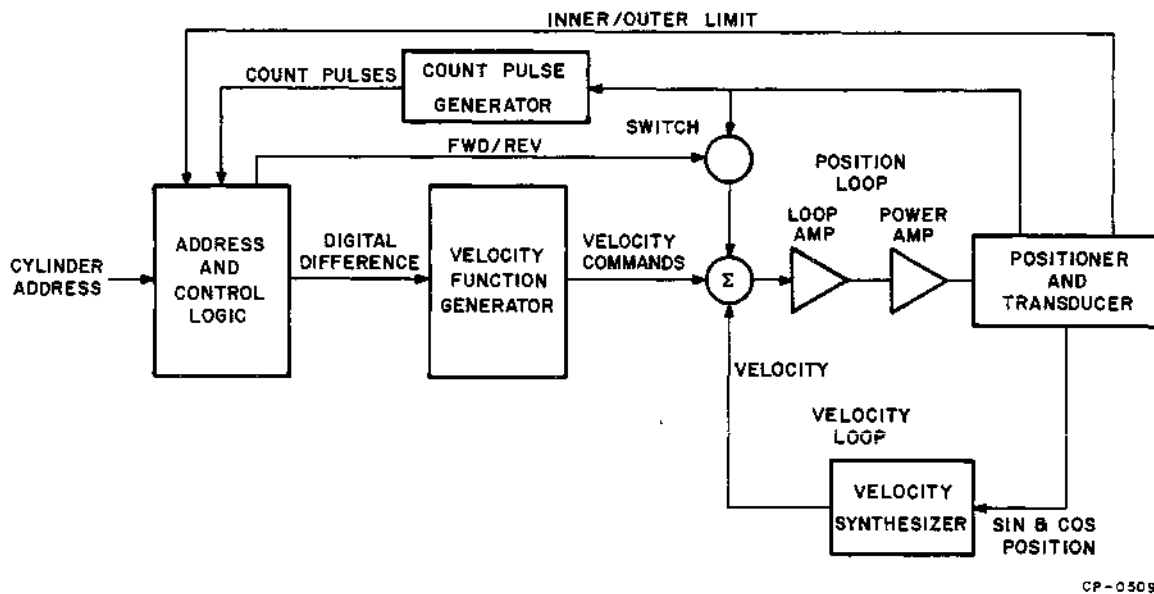 INNER/OUTER LIMIT
COUNT PULSES
COUNT PULSE
GENERATOR
SWITCH
FWD/REV
POSITION
LOOP
LOOP
AMP
POWER
AMP
CYLINDER
ADDRESS
ADDRESS
AND
CONTROL
LOGIC
DIGITAL
DIFFERENCE
VELOCITY
FUNCTION
GENERATOR
VELOCITY
COMMANDS
Σ
POSITIONER
AND
TRANSDUCER
VELOCITY
VELOCITY
LOOP
VELOCITY
SYNTHESIZER
SIN & COS
POSITION
CP-0509